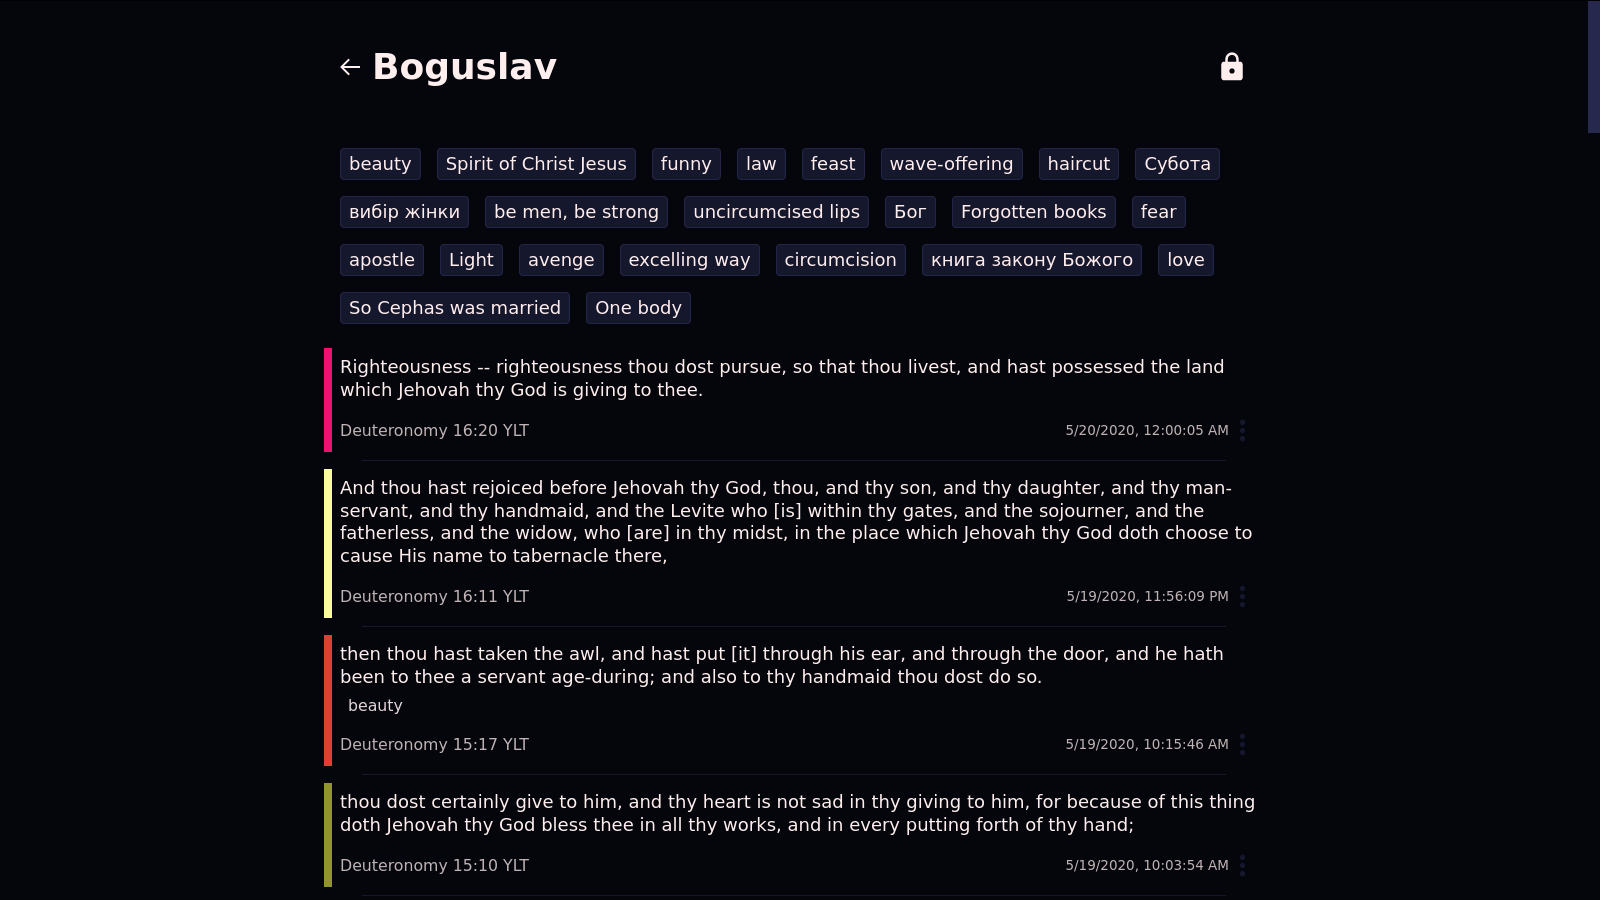 Boguslav
beauty Spirit of Christ Jesus funny law feast wave-offering haircut Субота
вибір жінки be men, be strong uncircumcised lips Бог Forgotten books fear
apostle Light avenge excelling way circumcision книга закону Божого love
So Cephas was married One body
Righteousness -- righteousness thou dost pursue, so that thou livest, and hast possessed the land
which Jehovah thy God is giving to thee.
Deuteronomy 16:20 YLT 5/20/2020, 12:00:05 AM
And thou hast rejoiced before Jehovah thy God, thou, and thy son, and thy daughter, and thy man-
servant, and thy handmaid, and the Levite who [is] within thy gates, and the sojourner, and the
fatherless, and the widow, who [are] in thy midst, in the place which Jehovah thy God doth choose to
cause His name to tabernacle there,
Deuteronomy 16:11 YLT 5/19/2020, 11:56:09 PM
then thou hast taken the awl, and hast put [it] through his ear, and through the door, and he hath
been to thee a servant age-during; and also to thy handmaid thou dost do so.
beauty
Deuteronomy 15:17 YLT 5/19/2020, 10:15:46 AM
thou dost certainly give to him, and thy heart is not sad in thy giving to him, for because of this thing
doth Jehovah thy God bless thee in all thy works, and in every putting forth of thy hand;
Deuteronomy 15:10 YLT 5/19/2020, 10:03:54 AM